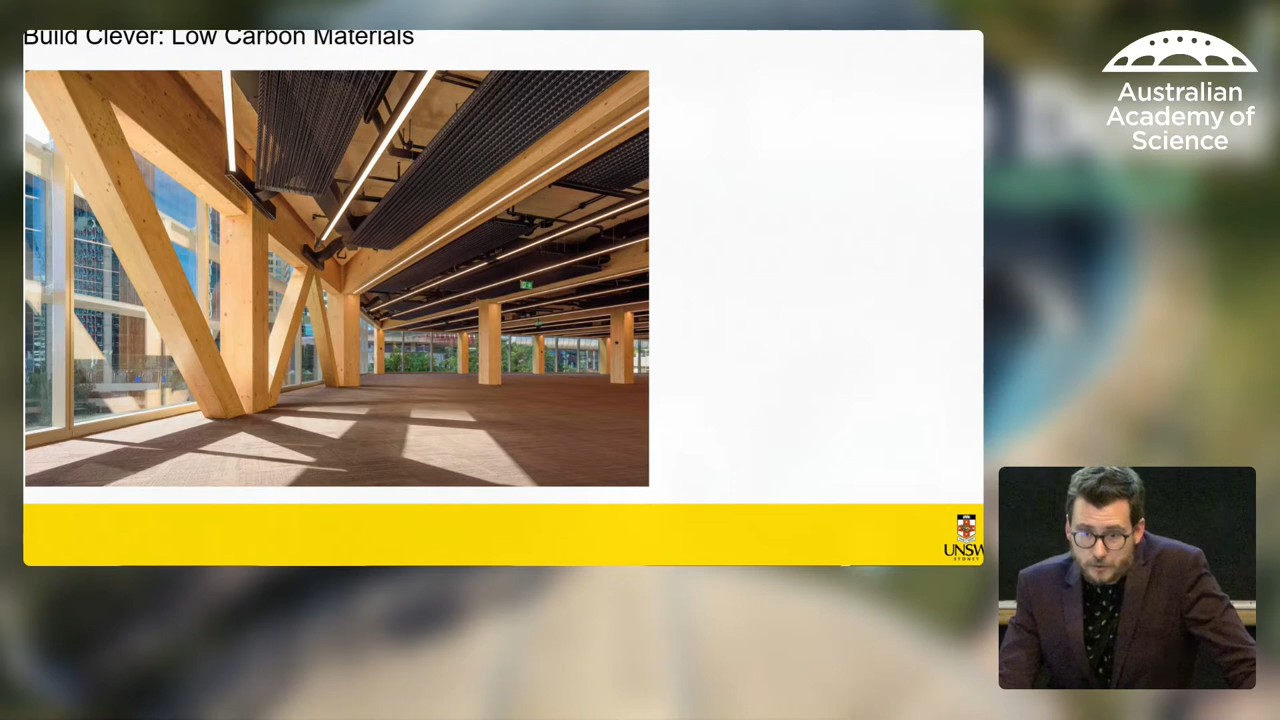 Build Clever: Low Carbon Materials
Australian
Academy of
Science
UNSW
SYDNEY